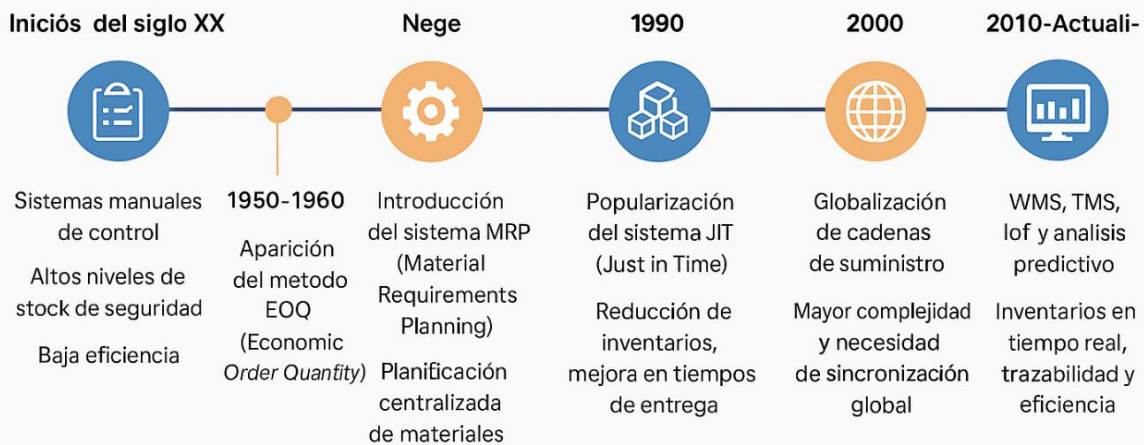 Iniciós del siglo XX
Sistemas manuales
de control
Altos niveles de
stock de seguridad
Baja eficiencia
1950-1960
Aparición
del metodo
EOQ
(Economic
Order Quantity)
Nege
Introducción
del sistema MRP
(Material
Requirements
Planning)
Planificación
centralizada
de materiales
1990
Popularización
del sistema JIT
(Just in Time)
Reducción de
inventarios,
mejora en tiempos
de entrega
2000
Globalización
de cadenas
de suministro
Mayor complejidad
y necesidad
de sincronización
global
2010-Actuali-
WMS, TMS,
lof y analisis
predictivo
Inventarios en
tiempo real,
trazabilidad y
eficiencia